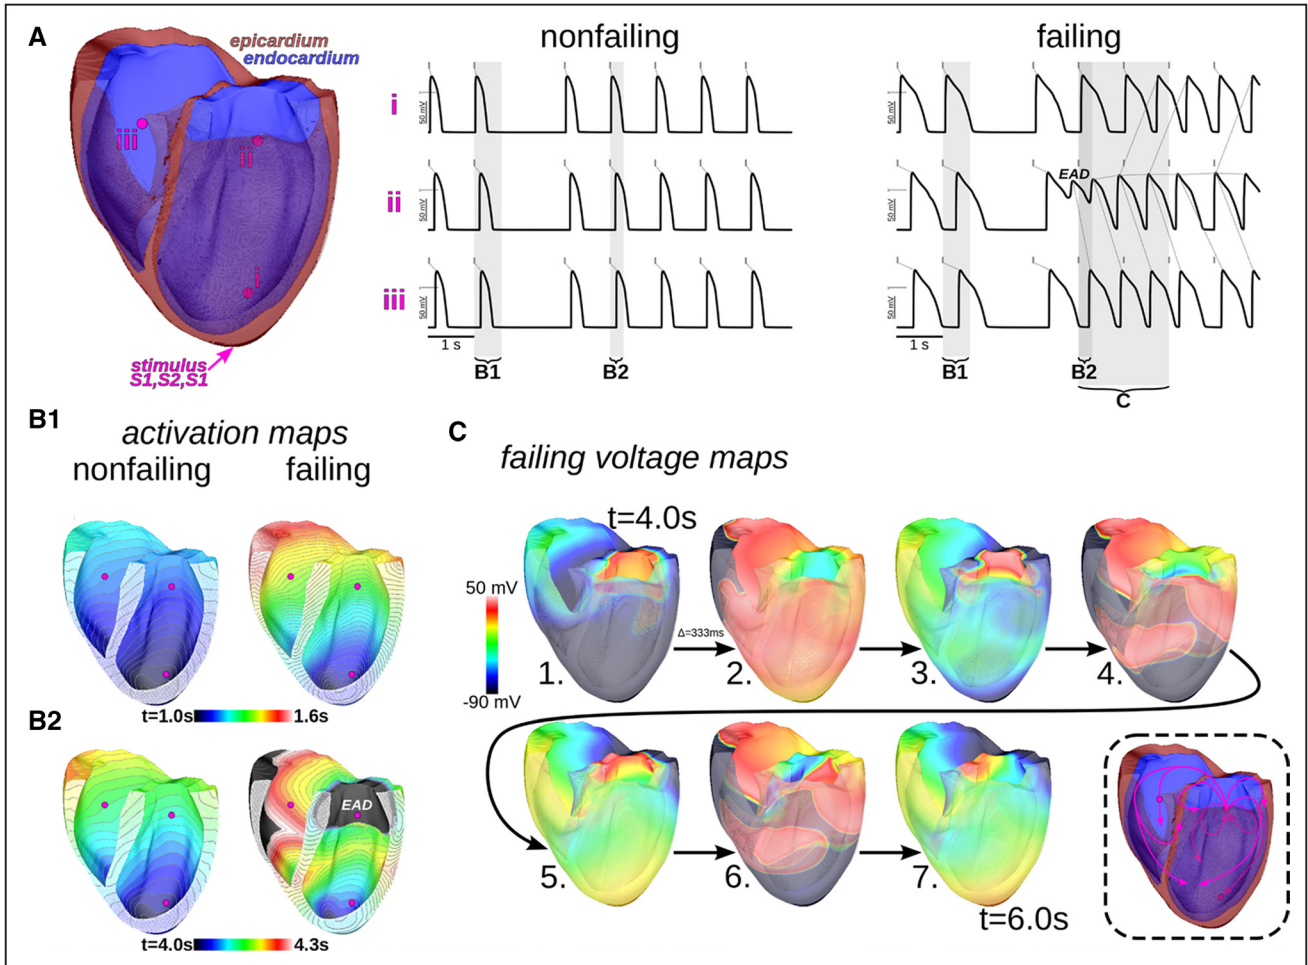 A
epicardium
endocardium
iii
ii
i
stimulus
S1,S2,S1
nonfailing
failing
i
50 mV
50 mV
ii
50 mV
EAD
50 mV
iii
50 mV
50 mV
1 s
1 s
B1
B2
B1
B2
C
B1
activation maps
nonfailing
failing
t=1.0s
1.6s
B2
EAD
t=4.0s
4.3s
C
failing voltage maps
t=4.0s
50 mV
-90 mV
Δ=333ms
1.
2.
3.
4.
5.
6.
7.
t=6.0s